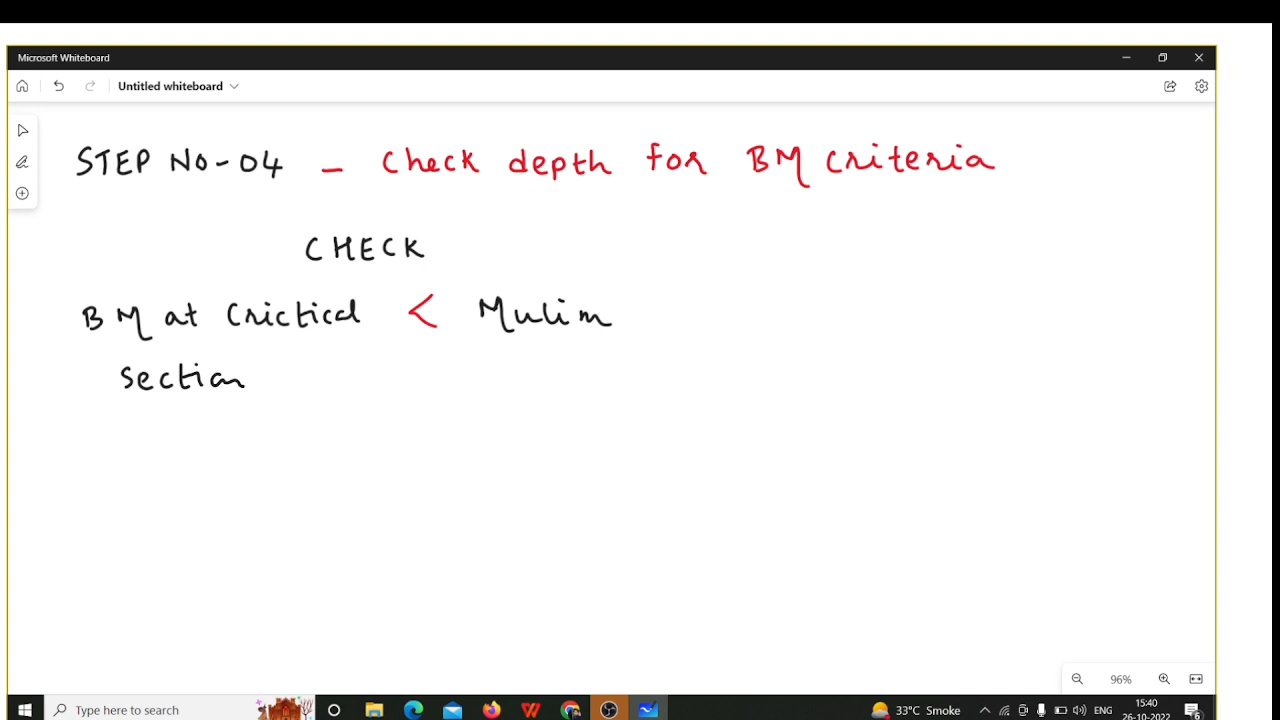 Microsoft Whiteboard
Untitled whiteboard
STEP NO-04 - Check depth for BM criteria
CHECK
BM at Crictical < Mulim
section
96%
Type here to search
33°C Smoke
ENG
15:40
26-10-2022
6